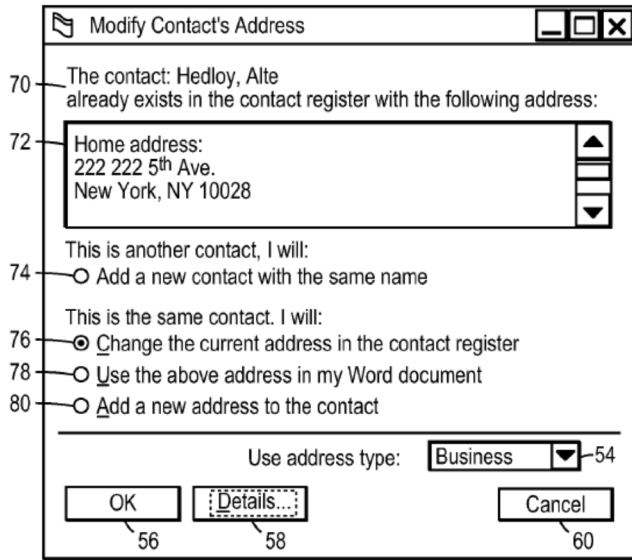 Modify Contact's Address
70
The contact: Hedloy, Alte
already exists in the contact register with the following address:
72
Home address:
222 222 5th Ave.
New York, NY 10028
This is another contact, I will:
74
Add a new contact with the same name
This is the same contact. I will:
76
Change the current address in the contact register
78
Use the above address in my Word document
80
Add a new address to the contact
Use address type: Business 54
OK Details... Cancel
56 58 60